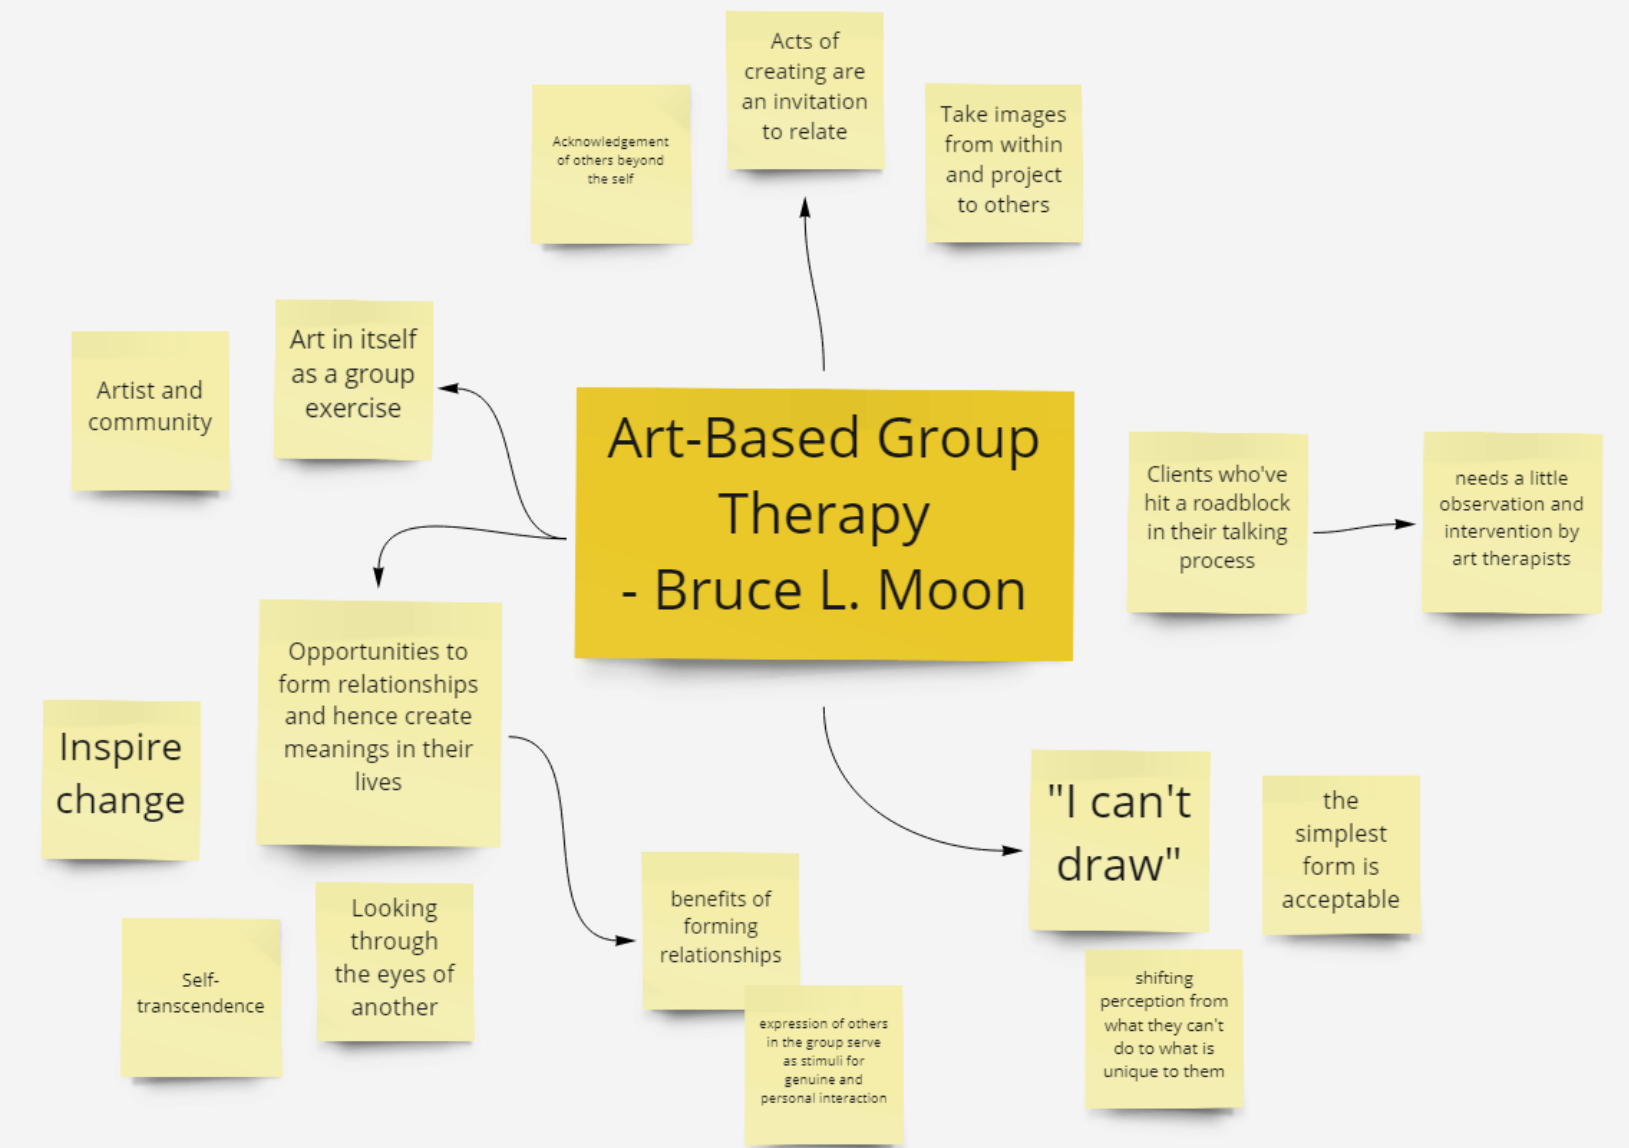 Acts of
creating are
an invitation
to relate
Acknowledgement
of others beyond
the self
Take images
from within
and project
to others
Art in itself
as a group
exercise
Artist and
community
Art-Based Group
Therapy
- Bruce L. Moon
Clients who've
hit a roadblock
in their talking
process
needs a little
observation and
intervention by
art therapists
Opportunities to
form relationships
and hence create
meanings in their
lives
Inspire
change
Self-
transcendence
Looking
through
the eyes of
another
benefits of
forming
relationships
expression of others
in the group serve
as stimuli for
genuine and
personal interaction
"I can't
draw"
the
simplest
form is
acceptable
shifting
perception from
what they can't
do to what is
unique to them